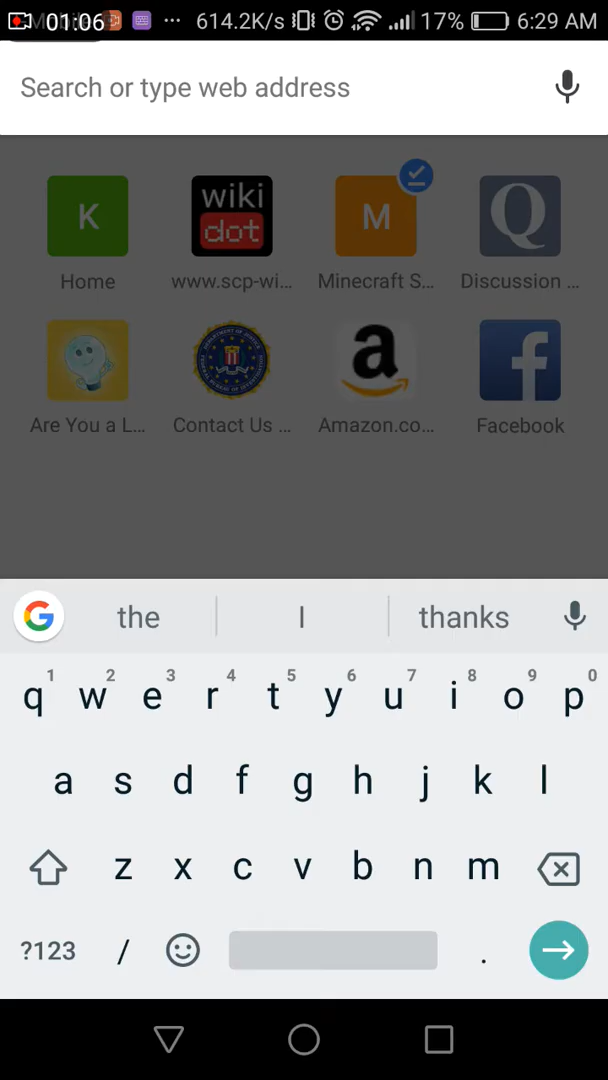 01:06 ... 614.2K/s 17% 6:29 AM
Search or type web address
K
wiki
dot
M
Q
Home www.scp-wi... Minecraft S... Discussion ...
a
f
Are You a L... Contact Us ... Amazon.co... Facebook
G the I thanks
1 2 3 4 5 6 7 8 9 0
q w e r t y u i o p
a s d f g h j k l
z x c v b n m
?123 / .